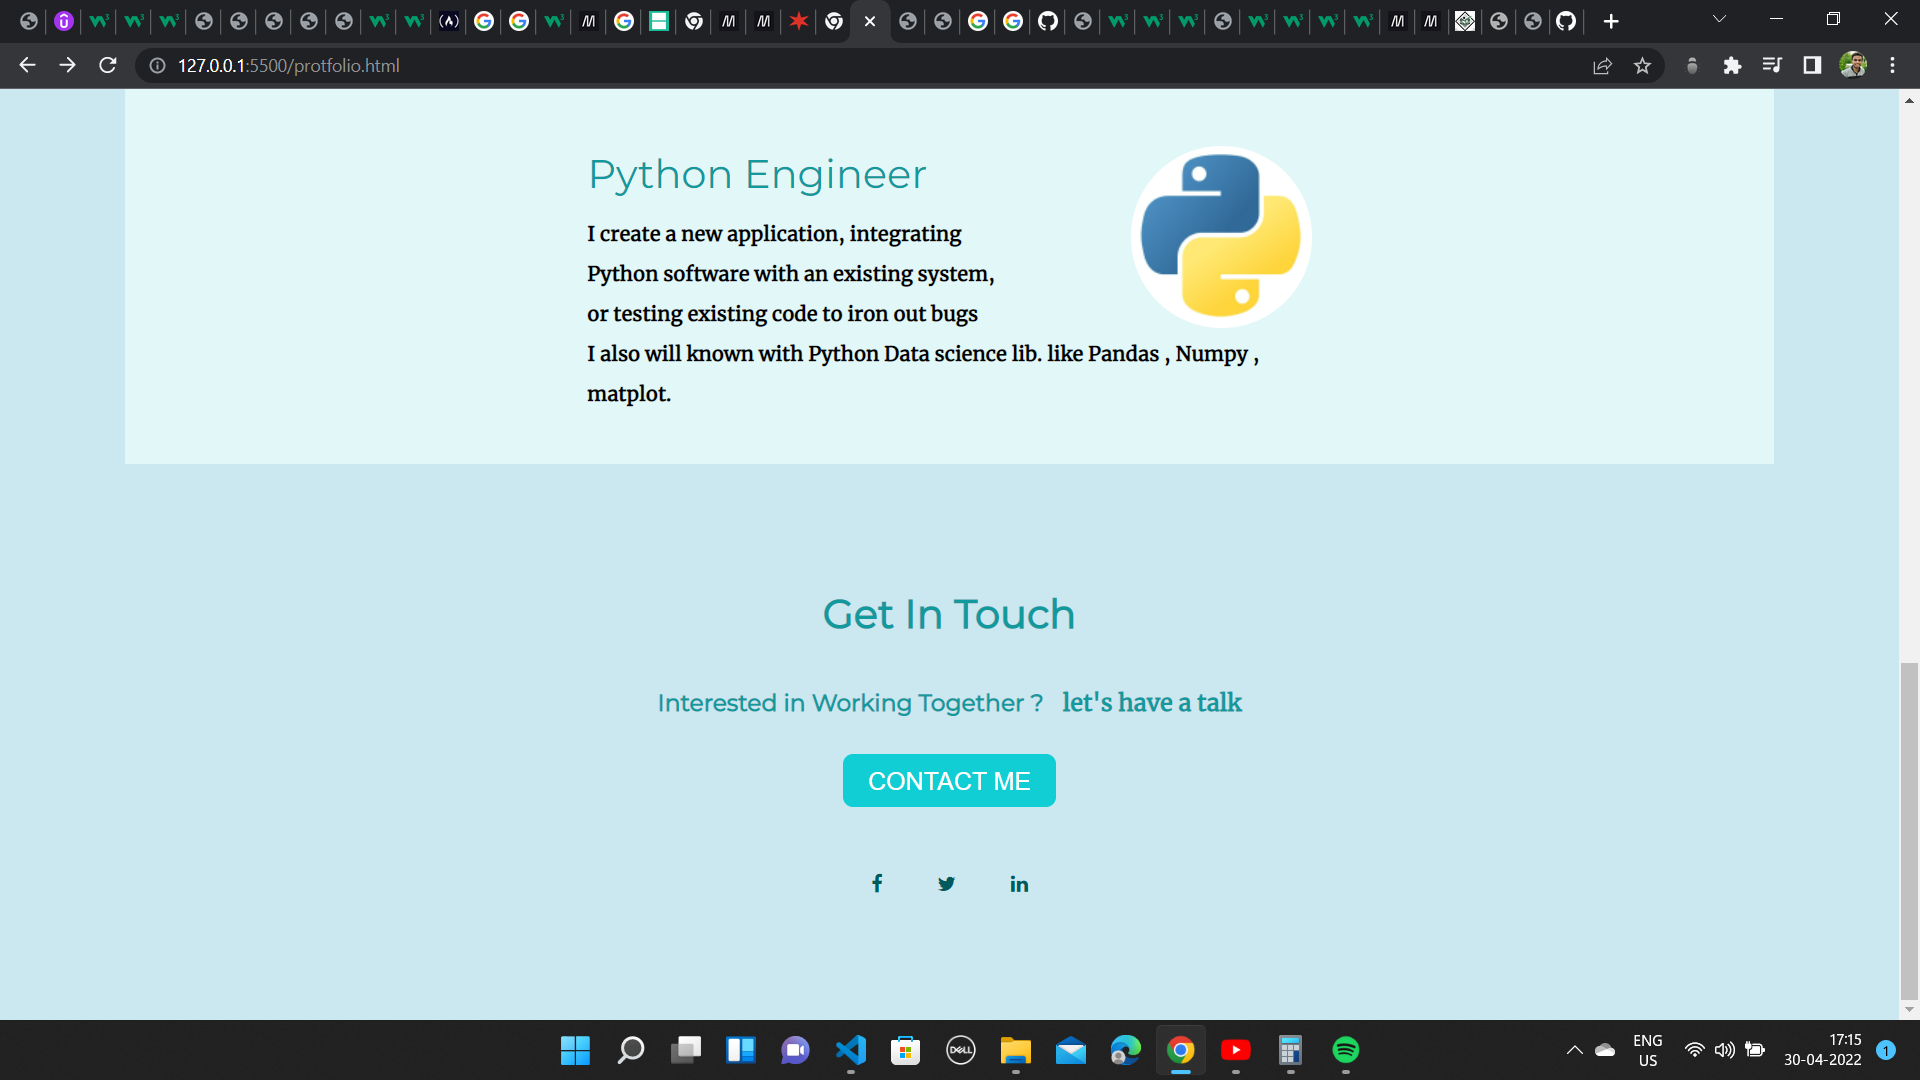 127.0.0.1:5500/protfolio.html
Python Engineer
I create a new application, integrating
Python software with an existing system,
or testing existing code to iron out bugs
I also will known with Python Data science lib. like Pandas , Numpy ,
matplot.
Get In Touch
Interested in Working Together ? let's have a talk
CONTACT ME
DELL
ENG
US
17:15
30-04-2022
1